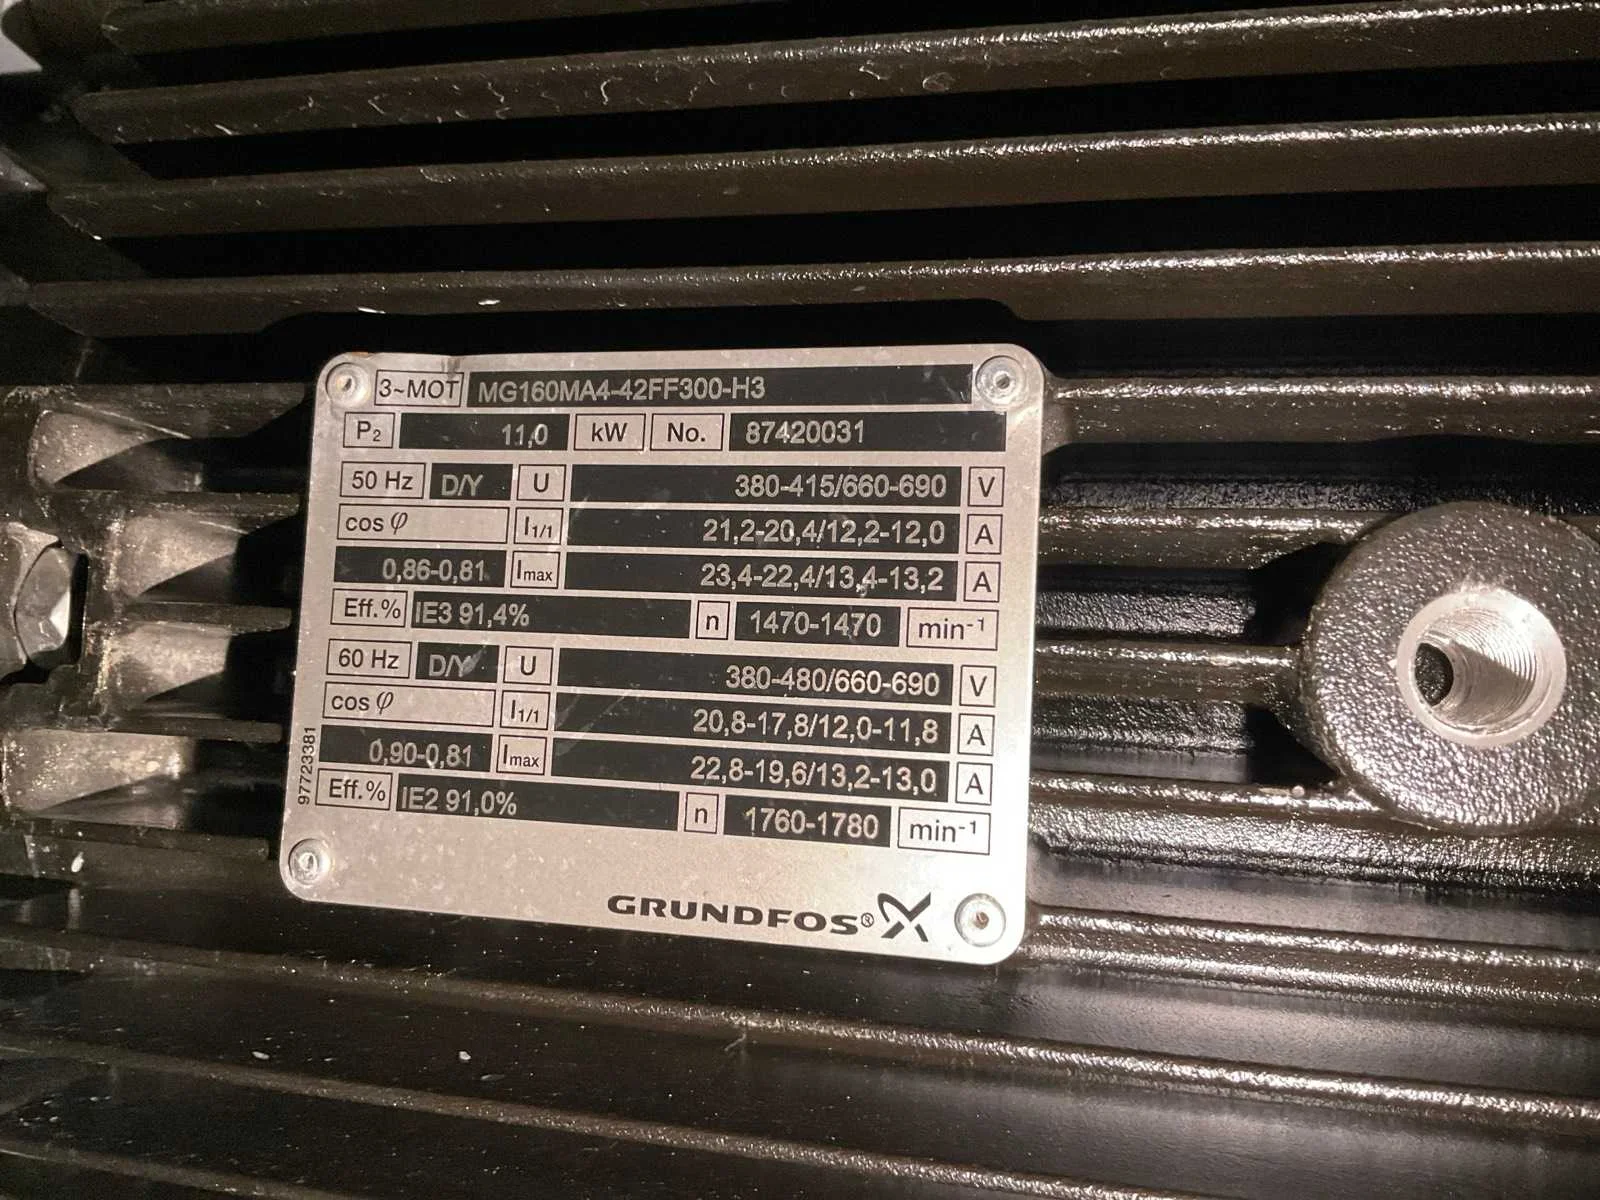 3~MOT MG160MA4-42FF300-H3
P2 11,0 kW No. 87420031
50 Hz D/Y U 380-415/660-690 V
cos φ I1/1 21,2-20,4/12,2-12,0 A
0,86-0,81 Imax 23,4-22,4/13,4-13,2 A
Eff.% IE3 91,4% n 1470-1470 min-1
60 Hz D/Y U 380-480/660-690 V
cos φ I1/1 20,8-17,8/12,0-11,8 A
0,90-0,81 Imax 22,8-19,6/13,2-13,0 A
Eff.% IE2 91,0% n 1760-1780 min-1
97723381
GRUNDFOS®